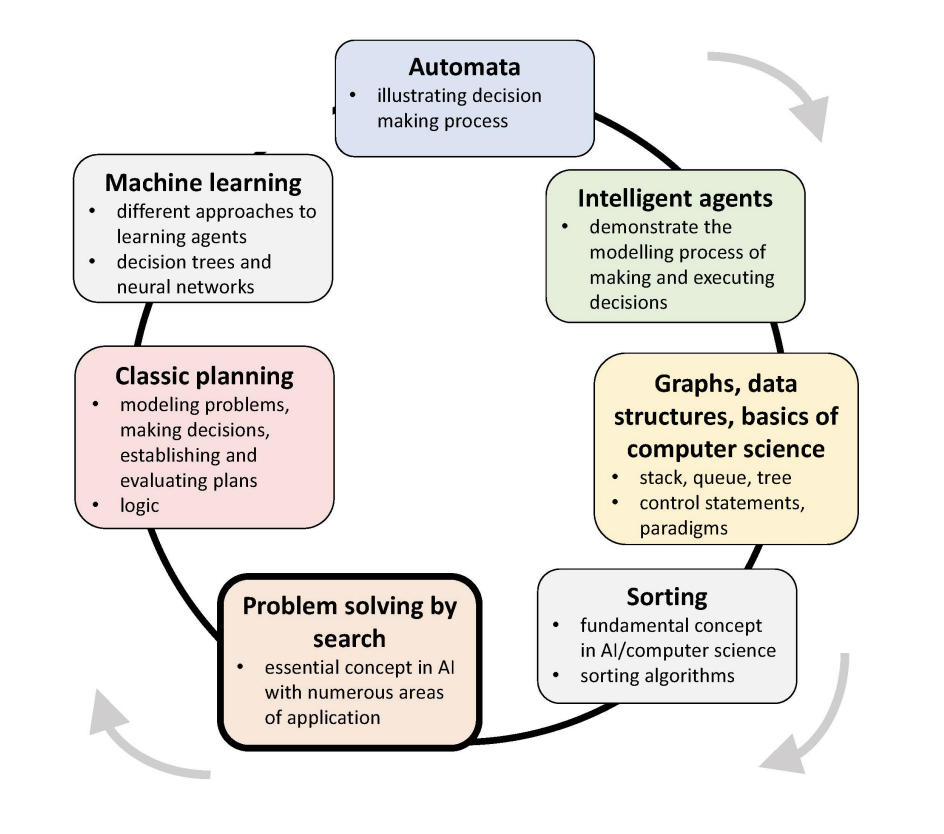 Automata
• illustrating decision
making process
Intelligent agents
• demonstrate the
modelling process of
making and executing
decisions
Graphs, data
structures, basics of
computer science
• stack, queue, tree
• control statements,
paradigms
Sorting
• fundamental concept
in AI/computer science
• sorting algorithms
Problem solving by
search
• essential concept in AI
with numerous areas
of application
Classic planning
• modeling problems,
making decisions,
establishing and
evaluating plans
• logic
Machine learning
• different approaches to
learning agents
• decision trees and
neural networks